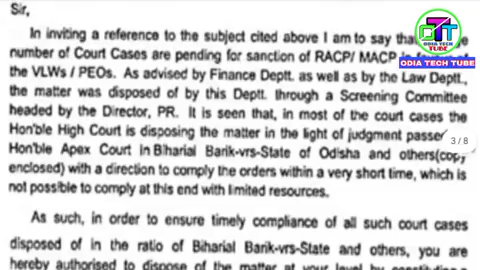 Sir,
In inviting a reference to the subject cited above I am to say that
number of Court Cases are pending for sanction of RACP/ MACP
the VLWs / PEOs. As advised by Finance Deptt. as well as by the Law Deptt.,
the matter was disposed of by this Deptt. through a Screening Committee
headed by the Director, PR. It is seen that, in most of the court cases the
Hon'ble High Court is disposing the matter in the light of judgment passe
Hon'ble Apex Court in Biharial Barik-vrs-State of Odisha and others(copy
enclosed) with a direction to comply the orders within a very short time, which is
not possible to comply at this end with limited resources.
As such, in order to ensure timely compliance of all such court cases
disposed of in the ratio of Biharial Barik-vrs-State and others, you are
hereby authorised to dispose of the matter at your level by
OTT
ODIA TECH
TUBE
ODIA TECH TUBE
3/8